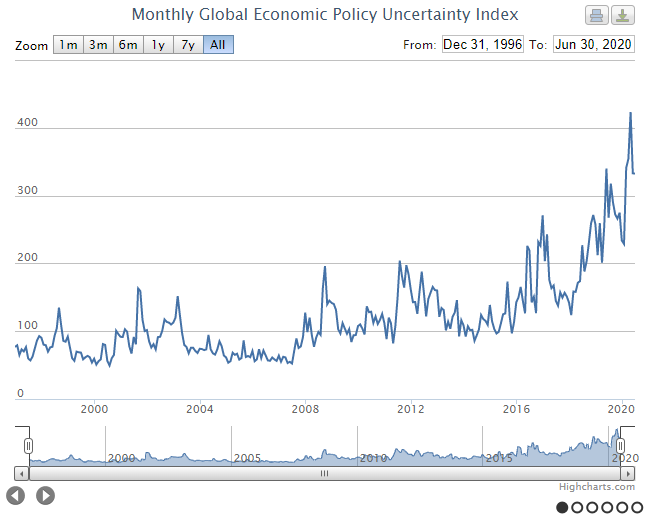 Monthly Global Economic Policy Uncertainty Index
Zoom 1m 3m 6m 1y 7y All From: Dec 31, 1996 To: Jun 30, 2020
400
300
200
100
0
2000 2004 2008 2012 2016 2020
2000 2005 2010 2015 2020
Highcharts.com